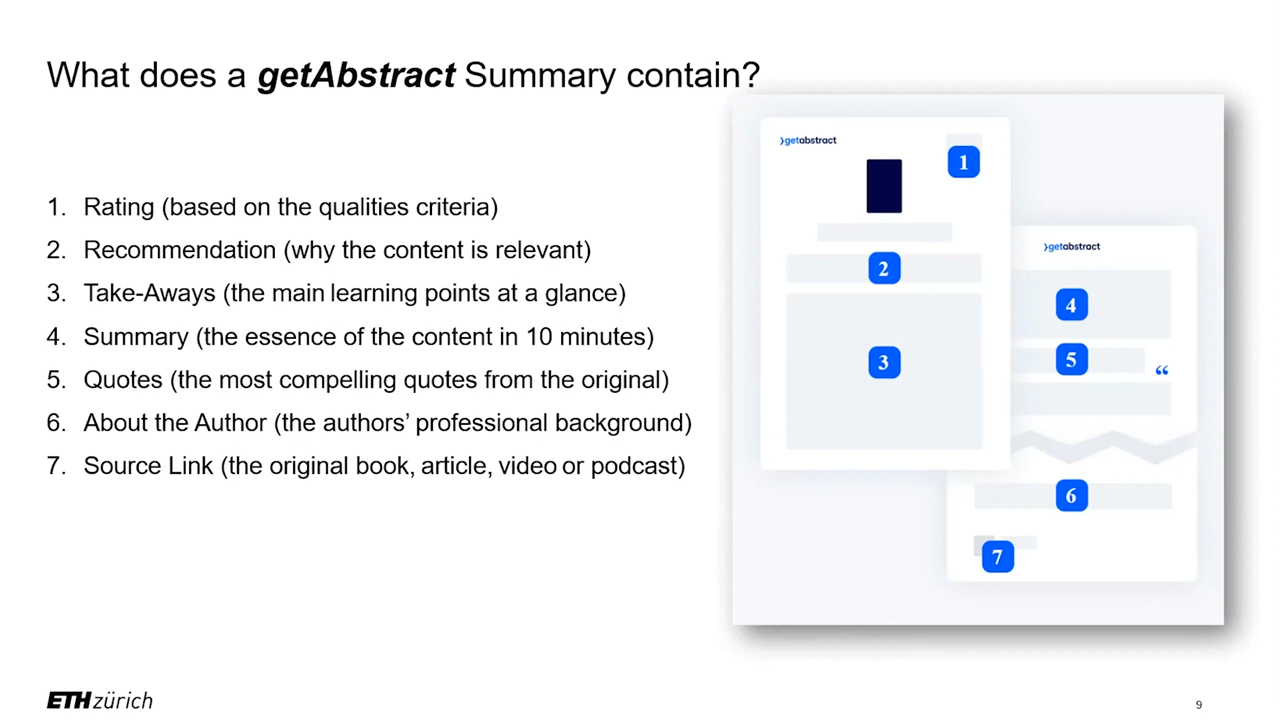 What does a getAbstract Summary contain?
1. Rating (based on the qualities criteria)
2. Recommendation (why the content is relevant)
3. Take-Aways (the main learning points at a glance)
4. Summary (the essence of the content in 10 minutes)
5. Quotes (the most compelling quotes from the original)
6. About the Author (the authors’ professional background)
7. Source Link (the original book, article, video or podcast)
getabstract
1
2
3
getabstract
4
5
“
6
7
ETH zürich
9